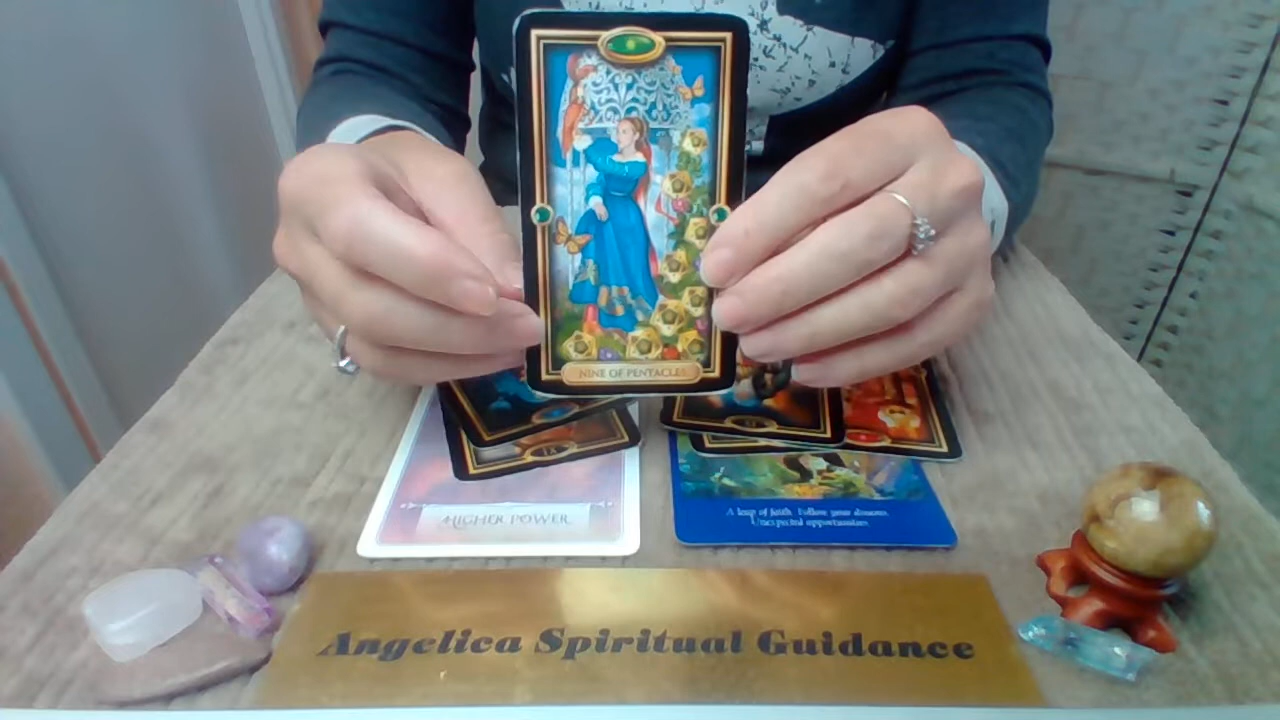 NINE OF PENTACLES
HIGHER POWER
A leap of faith. Follow your dreams.
Unexpected opportunities.
Angelica Spiritual Guidance